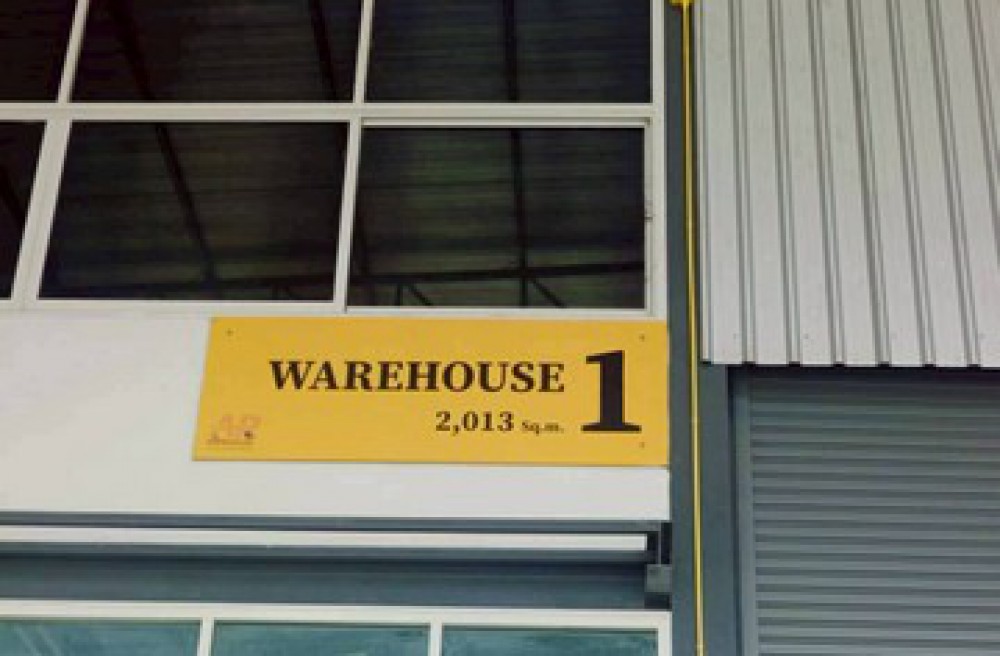 WAREHOUSE 1
2,013 Sq.m.